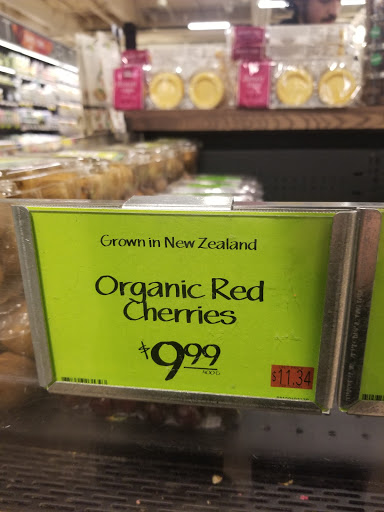 Grown in New Zealand
Organic Red
Cherries
$9.99
$11.34